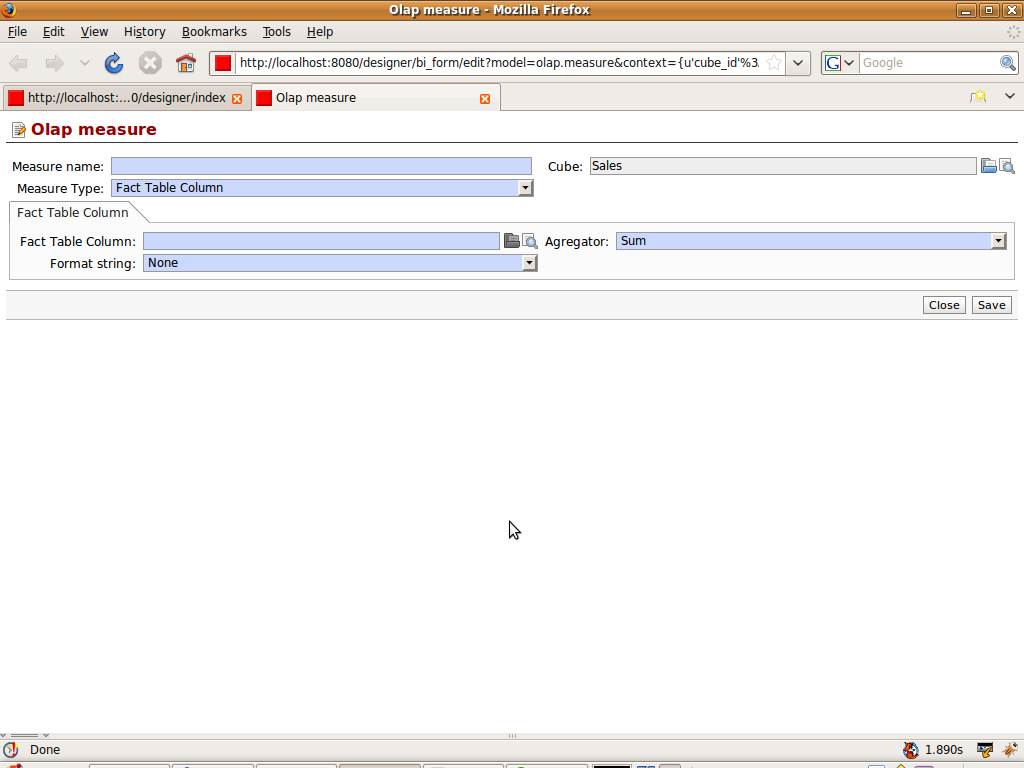 Olap measure - Mozilla Firefox
File Edit View History Bookmarks Tools Help
http://localhost:8080/designer/bi_form/edit?model=olap.measure&context={u'cube_id'%3. Google
http://localhost:...0/designer/index Olap measure
Olap measure
Measure name: Cube: Sales
Measure Type: Fact Table Column
Fact Table Column
Fact Table Column: Agregator: Sum
Format string: None
Close Save
Done 1.890s